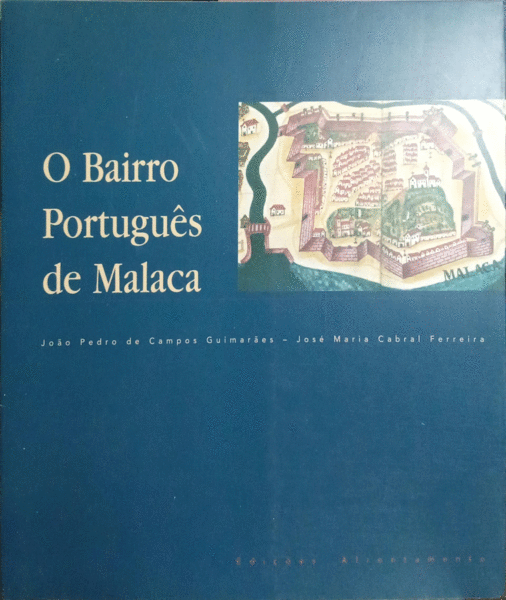 O Bairro
Português
de Malaca
MALACA
João Pedro de Campos Guimarães – José Maria Cabral Ferreira
Edições Afrontamento